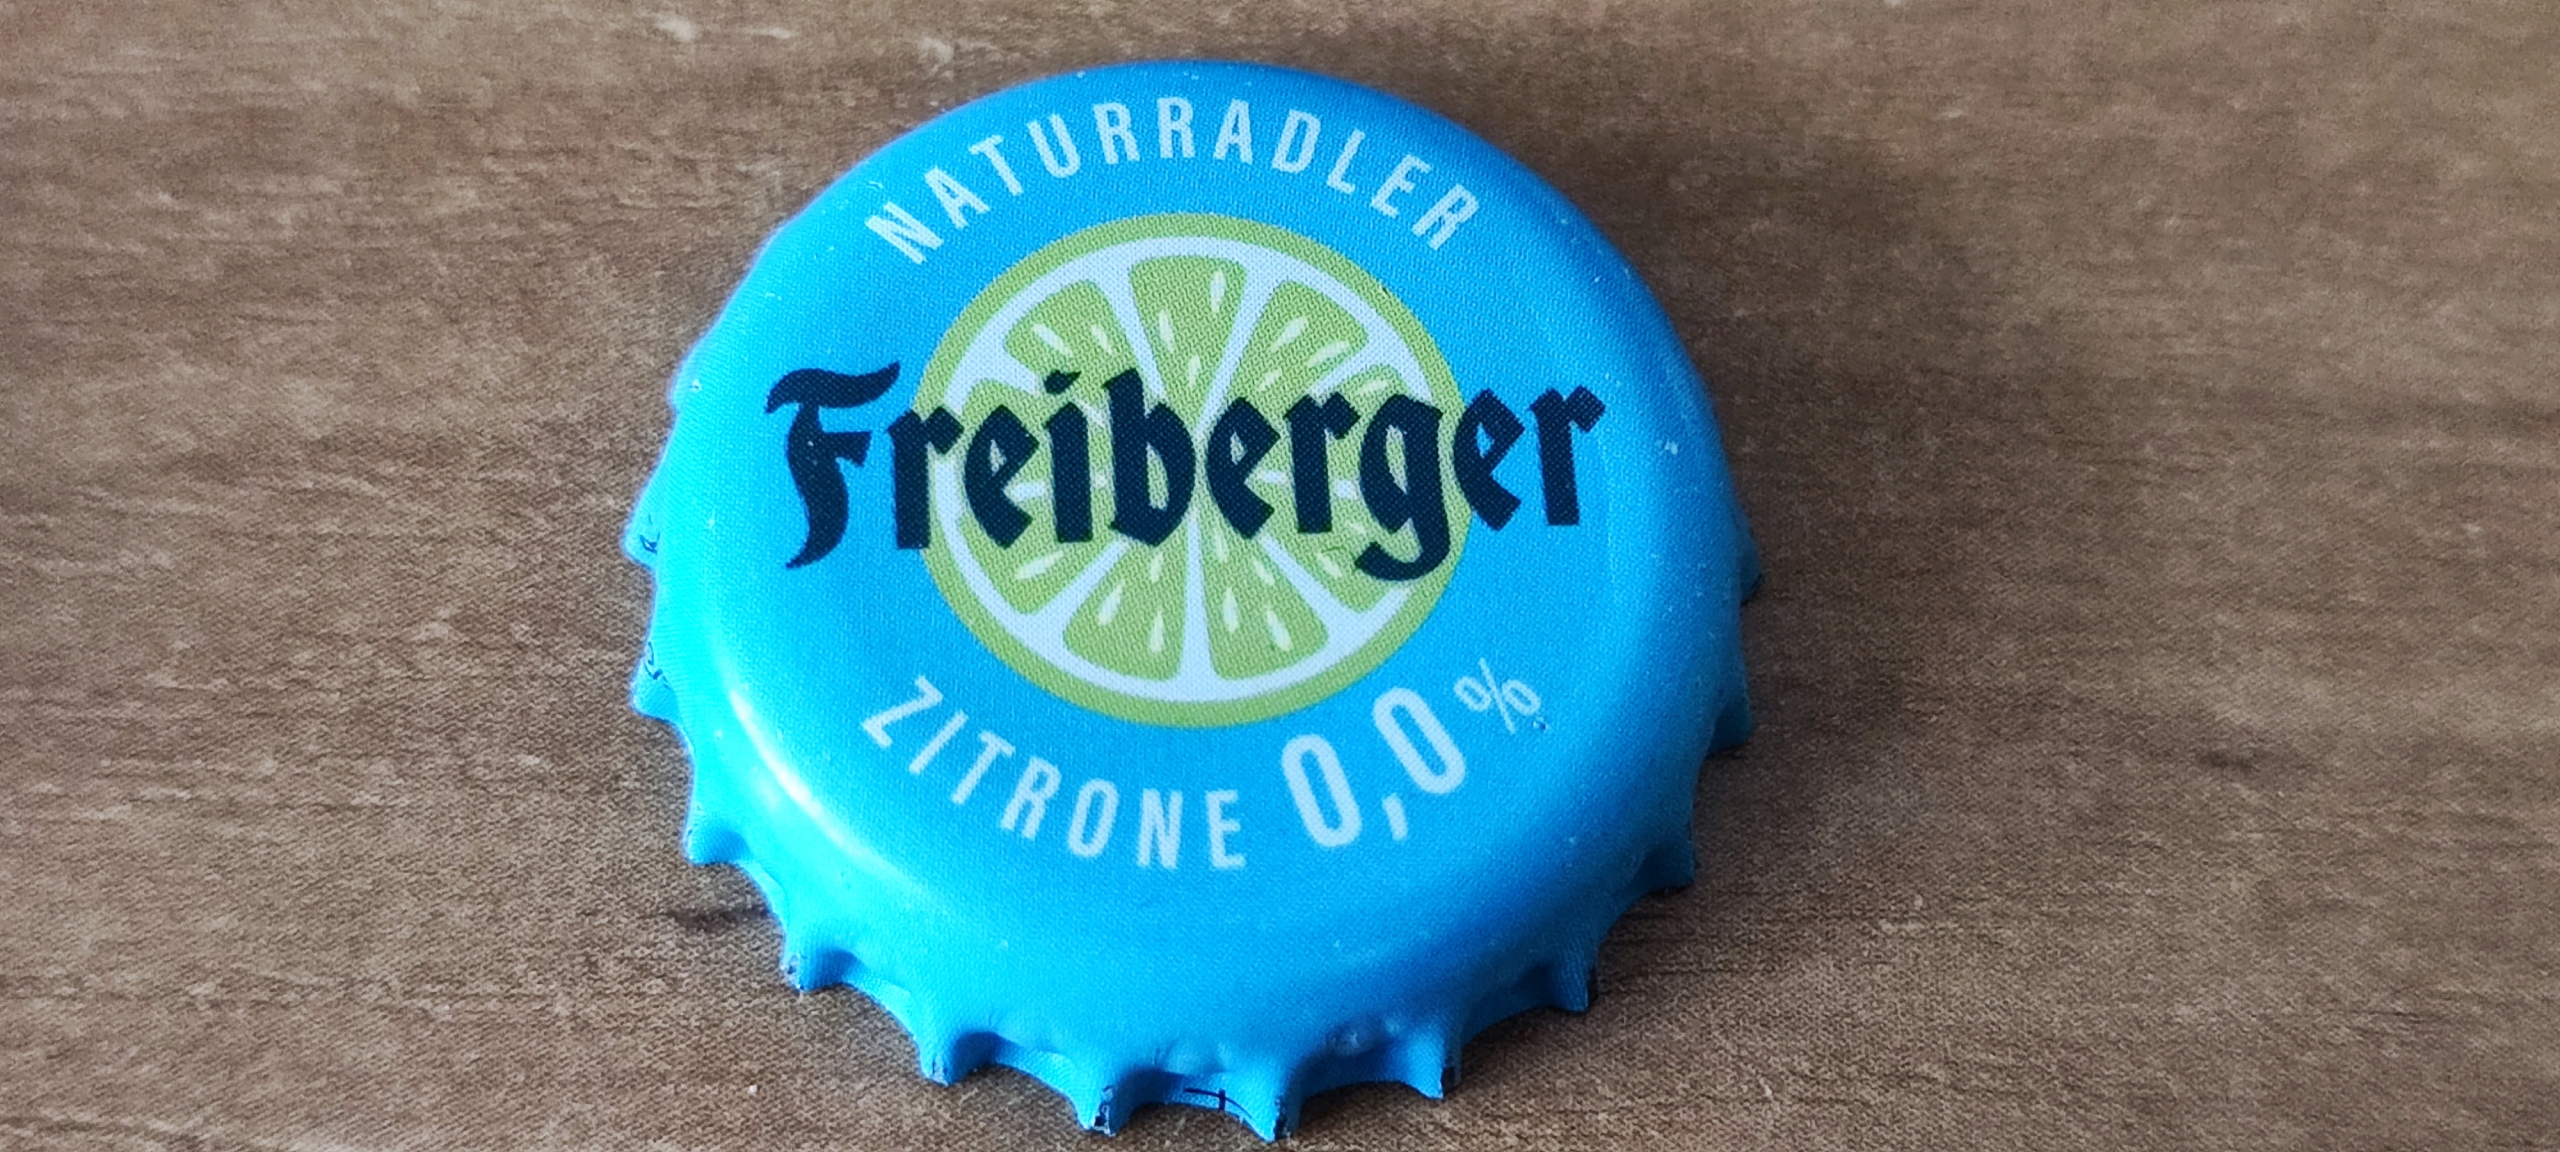 NATURRADLER
Freiberger
ZITRONE 0,0%